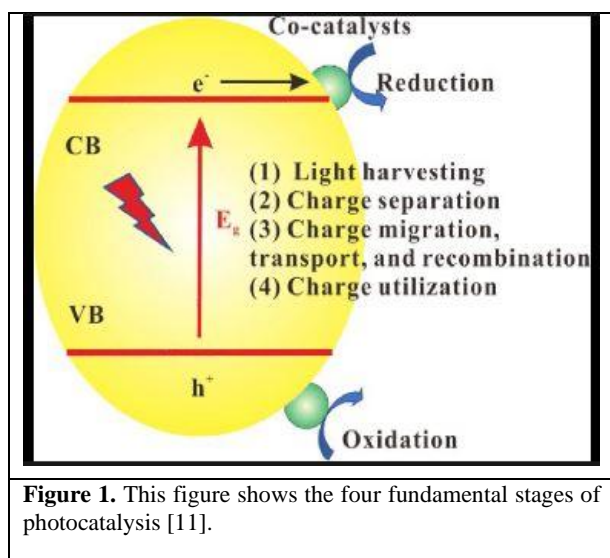 Co-catalysts
e⁻
Reduction
CB
(1) Light harvesting
(2) Charge separation
E_g (3) Charge migration,
transport, and recombination
(4) Charge utilization
VB
h⁺
Oxidation
Figure 1. This figure shows the four fundamental stages of
photocatalysis [11].